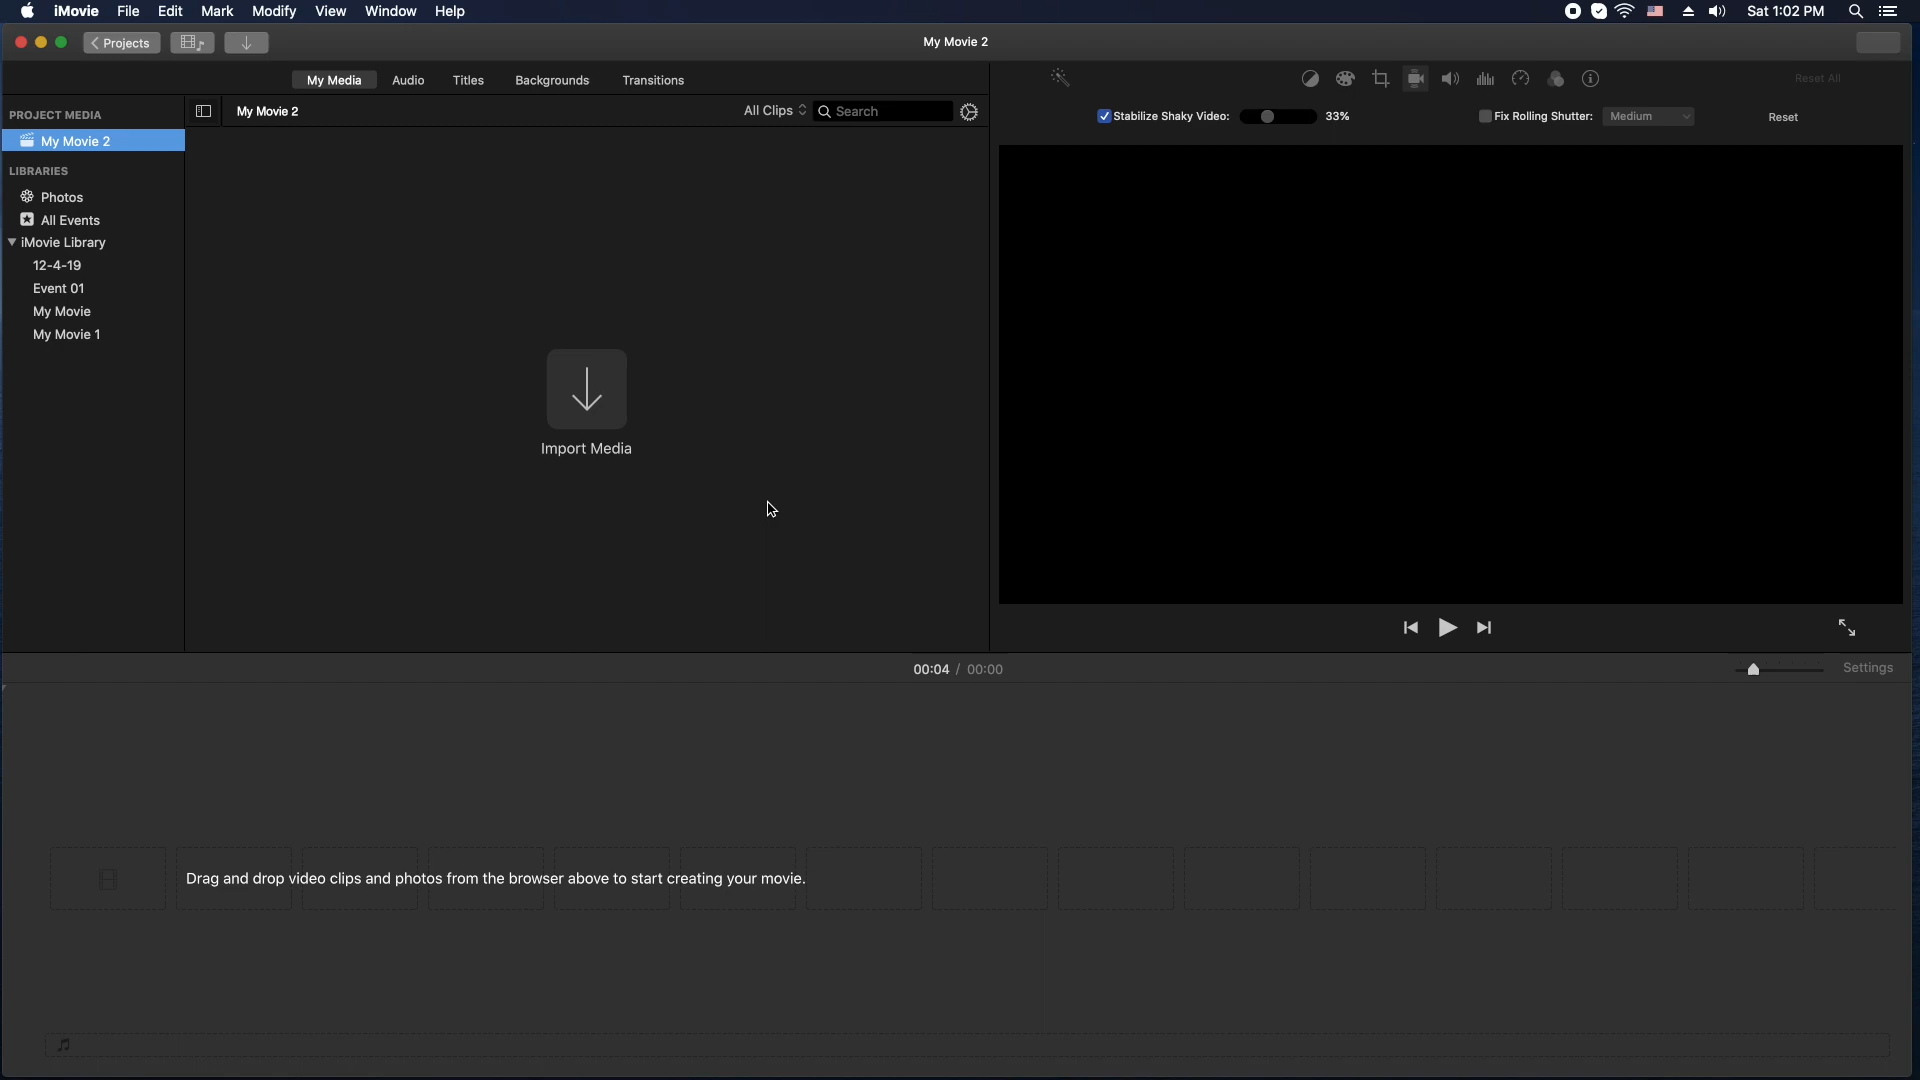 iMovie File Edit Mark Modify View Window Help Sat 1:02 PM
Projects My Movie 2
My Media Audio Titles Backgrounds Transitions Reset All
PROJECT MEDIA My Movie 2 All Clips Search Stabilize Shaky Video: 33% Fix Rolling Shutter: Medium Reset
My Movie 2
LIBRARIES
Photos
All Events
iMovie Library
12-4-19
Event 01
My Movie
My Movie 1
Import Media
00:04 / 00:00 Settings
Drag and drop video clips and photos from the browser above to start creating your movie.